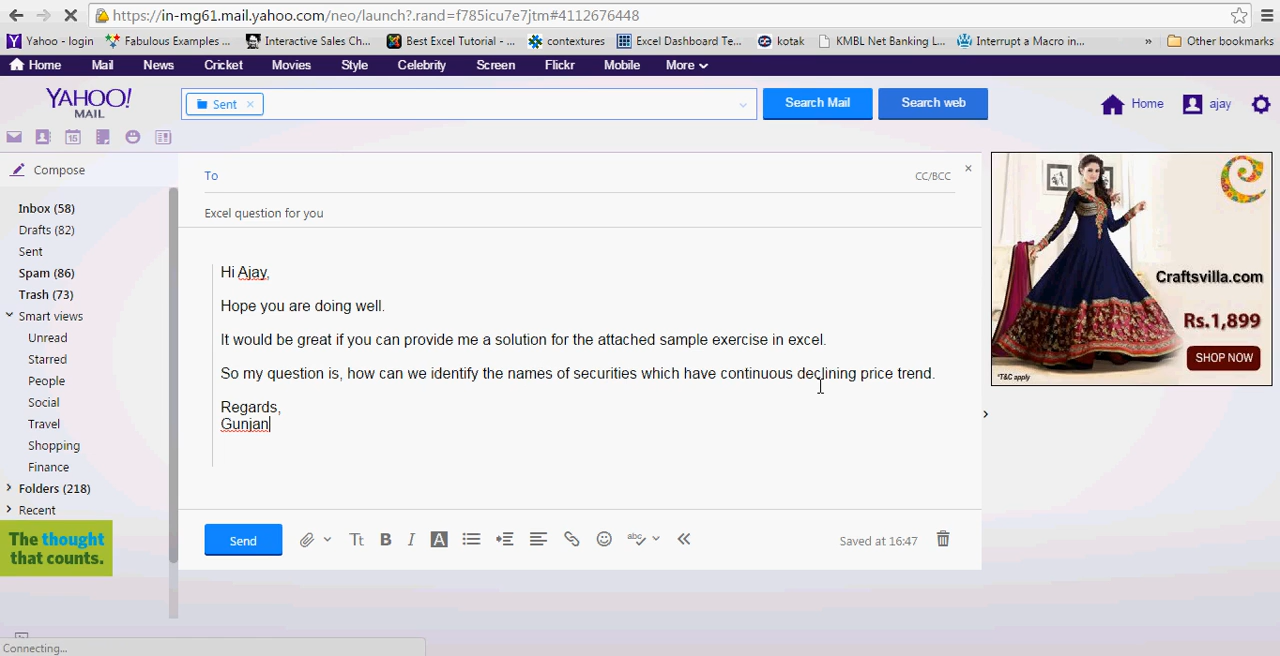 https://in-mg61.mail.yahoo.com/neo/launch?.rand=f785icu7e7jtm#4112676448
Yahoo - login Fabulous Examples ... Interactive Sales Ch... Best Excel Tutorial - ... contextures Excel Dashboard Te... kotak KMBL Net Banking L... Interrupt a Macro in... » Other bookmarks
Home Mail News Cricket Movies Style Celebrity Screen Flickr Mobile More
YAHOO!
MAIL
Sent × Search Mail Search web Home ajay
15
Compose
To CC/BCC ×
Excel question for you
Inbox (58)
Drafts (82)
Sent
Spam (86)
Trash (73)
Smart views
Unread
Starred
People
Social
Travel
Shopping
Finance
Folders (218)
Recent
Hi Ajay,
Hope you are doing well.
It would be great if you can provide me a solution for the attached sample exercise in excel.
So my question is, how can we identify the names of securities which have continuous declining price trend.
Regards,
Gunjan
Send Tt B I A abc Saved at 16:47
Craftsvilla.com
Rs.1,899
SHOP NOW
*T&C apply
The thought
that counts.
Connecting...